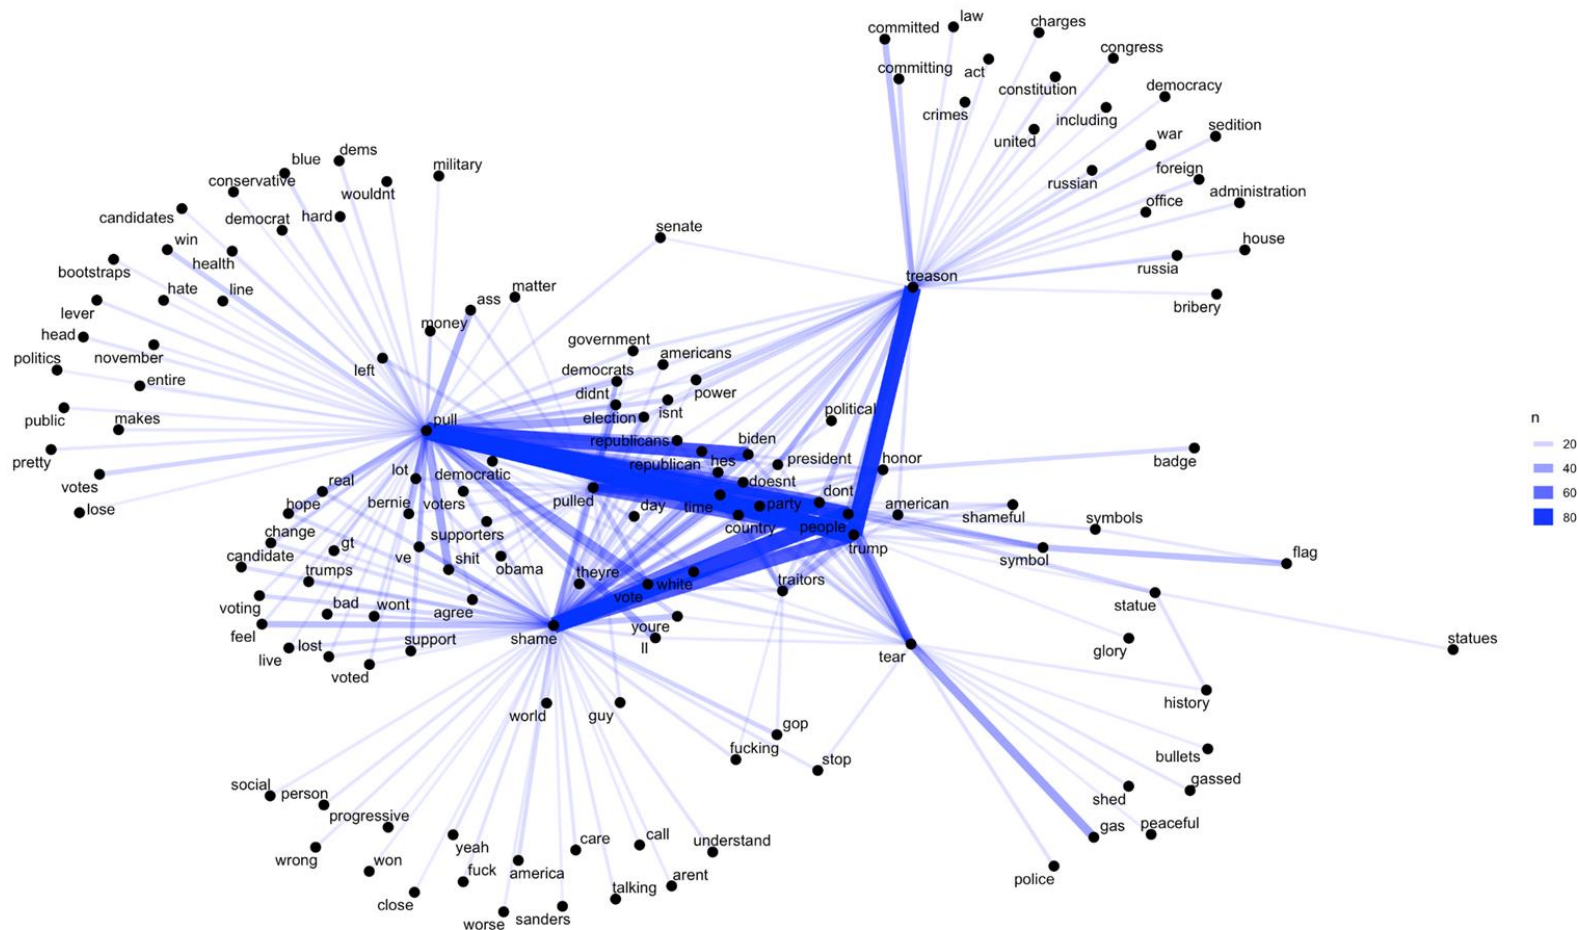 committed
law
charges
congress
committing
act
constitution
democracy
crimes
including
united
war
sedition
russian
foreign
administration
office
house
russia
treason
bribery
blue
dems
military
conservative
wouldnt
candidates
democrat
hard
senate
win
health
bootstraps
hate
line
lever
ass
matter
money
head
november
left
politics
entire
government
americans
democrats
didnt
power
public
makes
pull
election
isnt
political
pretty
republicans
biden
republican
hes
president
honor
badge
votes
lot
democratic
doesnt
lose
real
hope
bernie
voters
pulled
day
time
party
dont
american
shameful
symbols
n
20
40
60
80
change
supporters
country
people
trump
candidate
gt
ve
shit
obama
symbol
flag
trumps
theyre
white
traitors
voting
bad
wont
agree
vote
statue
feel
shame
youre
live
lost
support
ll
tear
glory
statues
voted
world
guy
history
gop
fucking
stop
bullets
gassed
social
person
shed
progressive
gas
peaceful
wrong
won
yeah
care
call
understand
fuck
america
police
close
talking
arent
worse
sanders